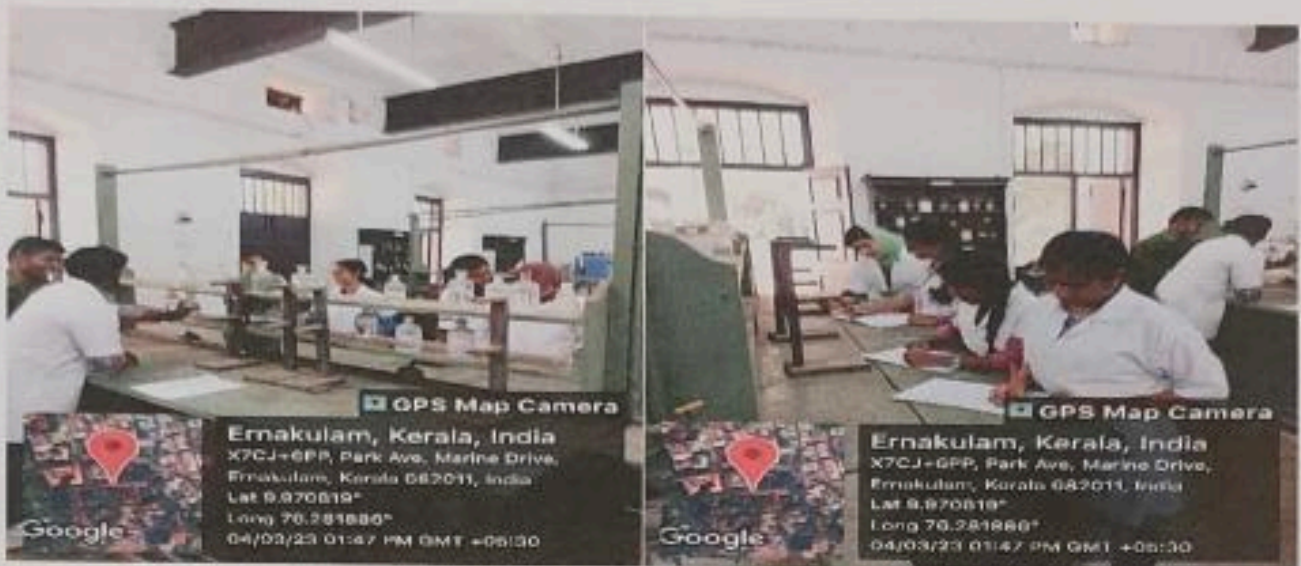 GPS Map Camera
Ernakulam, Kerala, India
X7CJ+6PP, Park Ave, Marine Drive,
Ernakulam, Kerala 682011, India
Lat 9.970819°
Long 76.281886°
04/03/23 01:47 PM GMT +05:30
Google
GPS Map Camera
Ernakulam, Kerala, India
X7CJ+6PP, Park Ave, Marine Drive,
Ernakulam, Kerala 682011, India
Lat 9.970819°
Long 76.281886°
04/03/23 01:47 PM GMT +05:30
Google